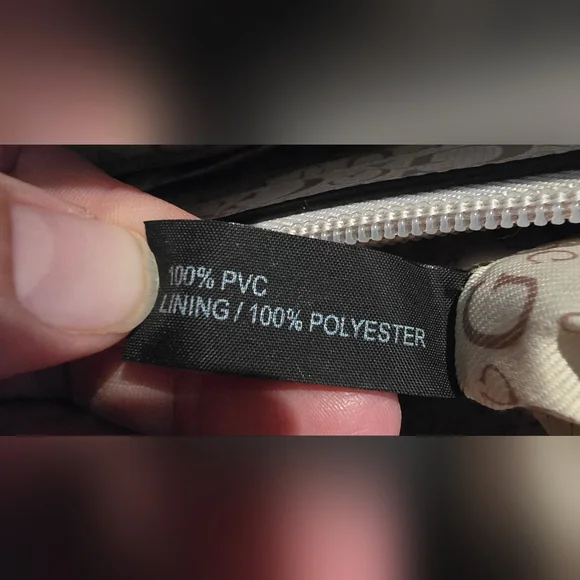 100% PVC
LINING / 100% POLYESTER